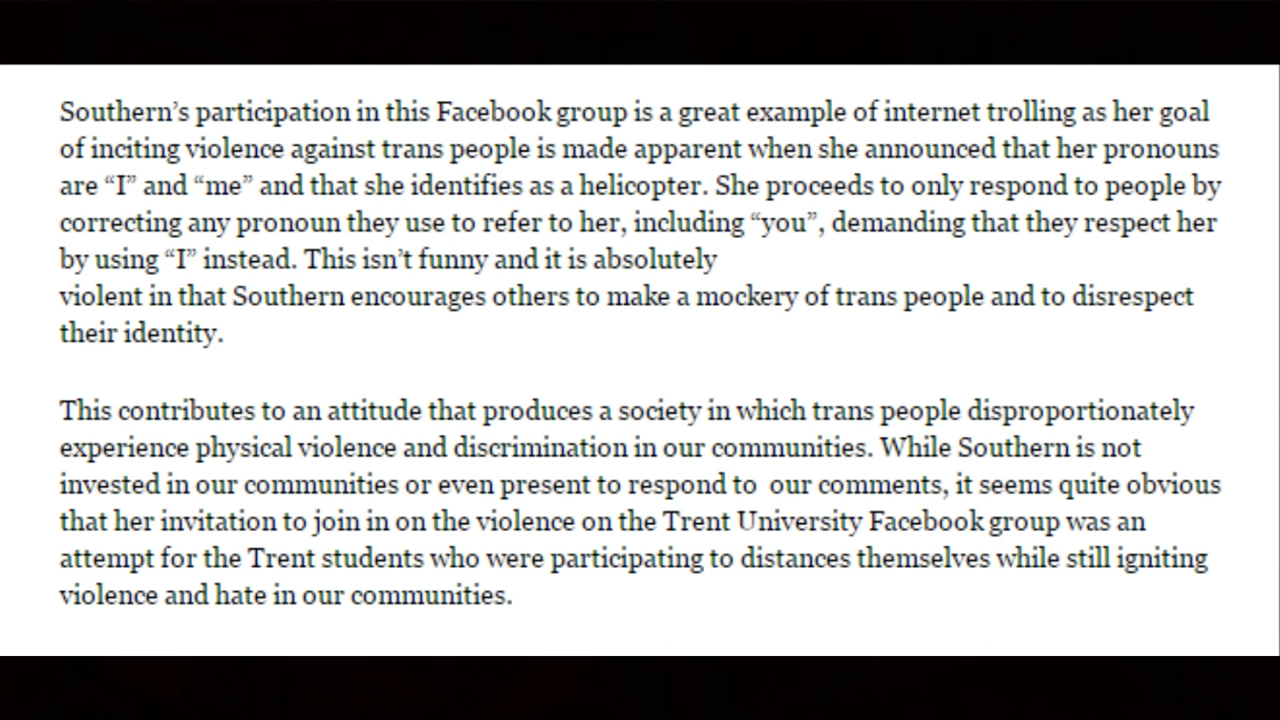 Southern’s participation in this Facebook group is a great example of internet trolling as her goal
of inciting violence against trans people is made apparent when she announced that her pronouns
are “I” and “me” and that she identifies as a helicopter. She proceeds to only respond to people by
correcting any pronoun they use to refer to her, including “you”, demanding that they respect her
by using “I” instead. This isn’t funny and it is absolutely
violent in that Southern encourages others to make a mockery of trans people and to disrespect
their identity.
This contributes to an attitude that produces a society in which trans people disproportionately
experience physical violence and discrimination in our communities. While Southern is not
invested in our communities or even present to respond to  our comments, it seems quite obvious
that her invitation to join in on the violence on the Trent University Facebook group was an
attempt for the Trent students who were participating to distances themselves while still igniting
violence and hate in our communities.